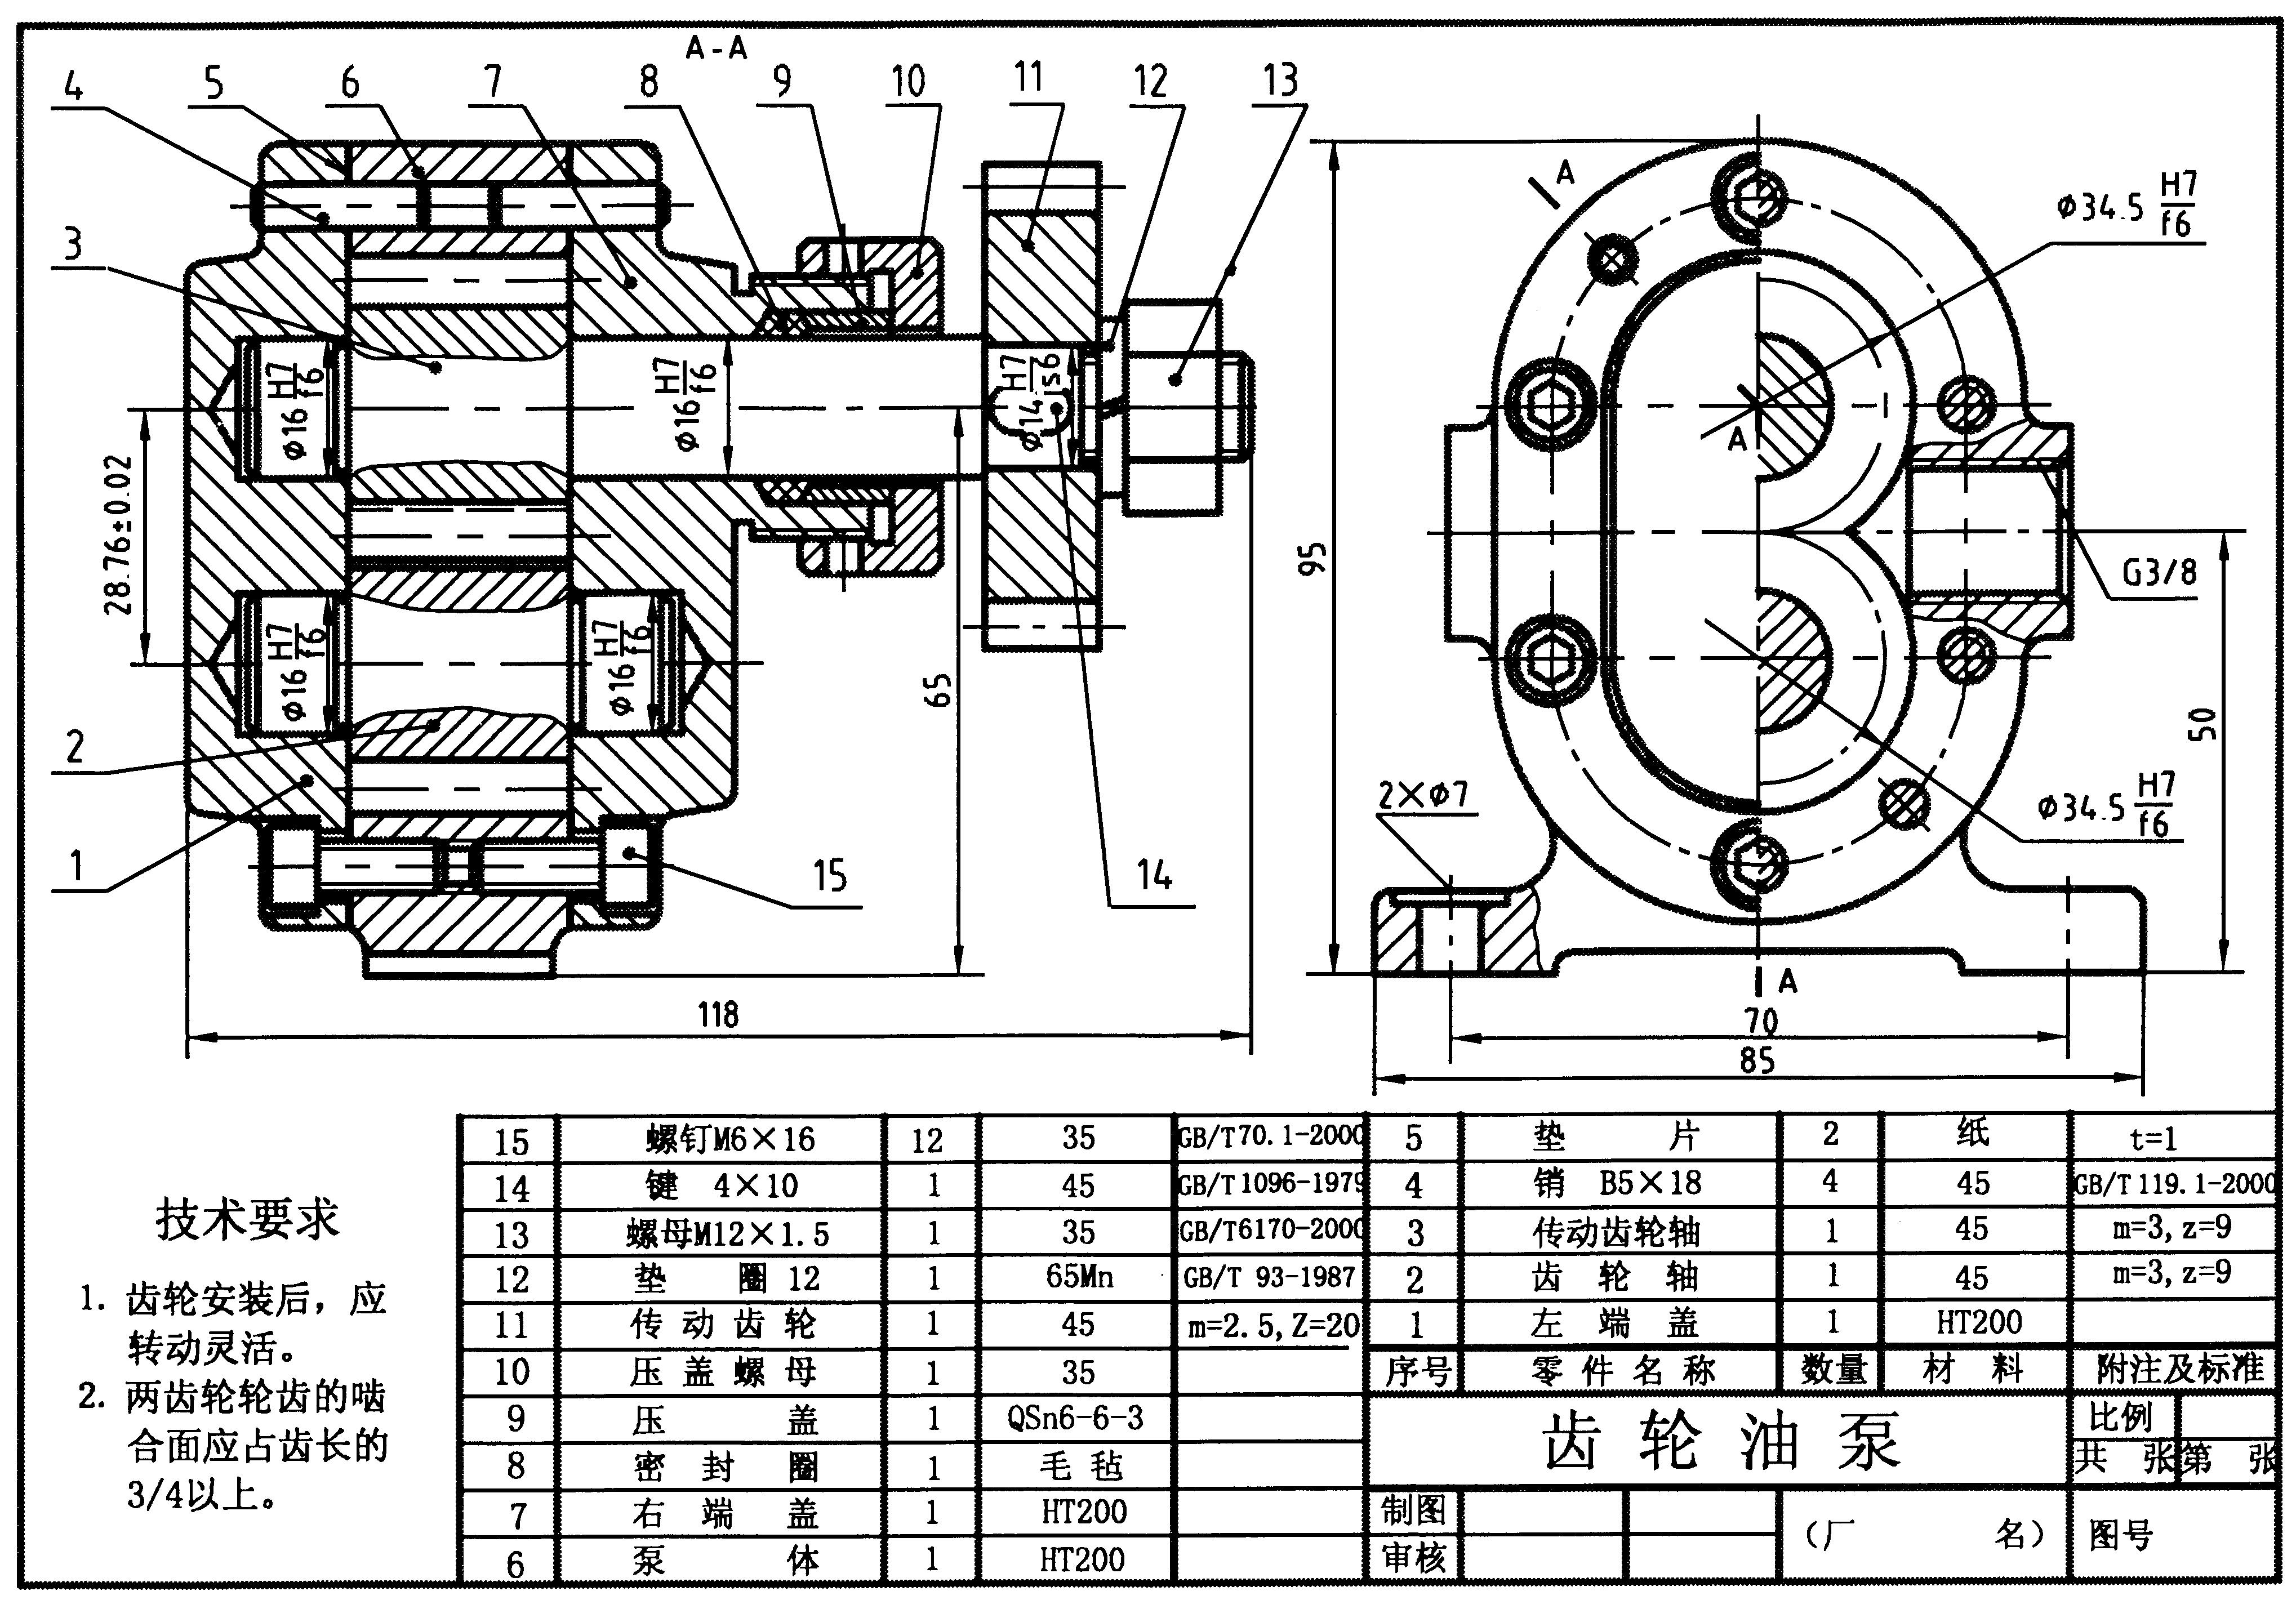 A-A
4 5 6 7 8 9 10 11 12 13
3
2
1
15
14
φ16 H7/f6
φ16 H7/f6
φ14 H7/js6
φ16 H7/f6
φ16 H7/f6
28.76±0.02
65
118
A
A
A
φ34.5 H7/f6
G3/8
95
50
2×φ7
φ34.5 H7/f6
70
85
技术要求
1. 齿轮安装后，应
转动灵活。
2. 两齿轮轮齿的啮
合面应占齿长的
3/4以上。
15 螺钉M6×16 12 35 GB/T70.1-2000
14 键 4×10 1 45 GB/T1096-1979
13 螺母M12×1.5 1 35 GB/T6170-2000
12 垫圈12 1 65Mn GB/T 93-1987
11 传动齿轮 1 45 m=2.5,Z=20
10 压盖螺母 1 35
9 压盖 1 QSn6-6-3
8 密封圈 1 毛毡
7 右端盖 1 HT200
6 泵体 1 HT200
5 垫片 2 纸 t=1
4 销 B5×18 4 45 GB/T119.1-2000
3 传动齿轮轴 1 45 m=3,z=9
2 齿轮轴 1 45 m=3,z=9
1 左端盖 1 HT200
序号 零件名称 数量 材料 附注及标准
齿轮油泵
比例
共 张 第 张
制图
审核
（厂 名）
图号